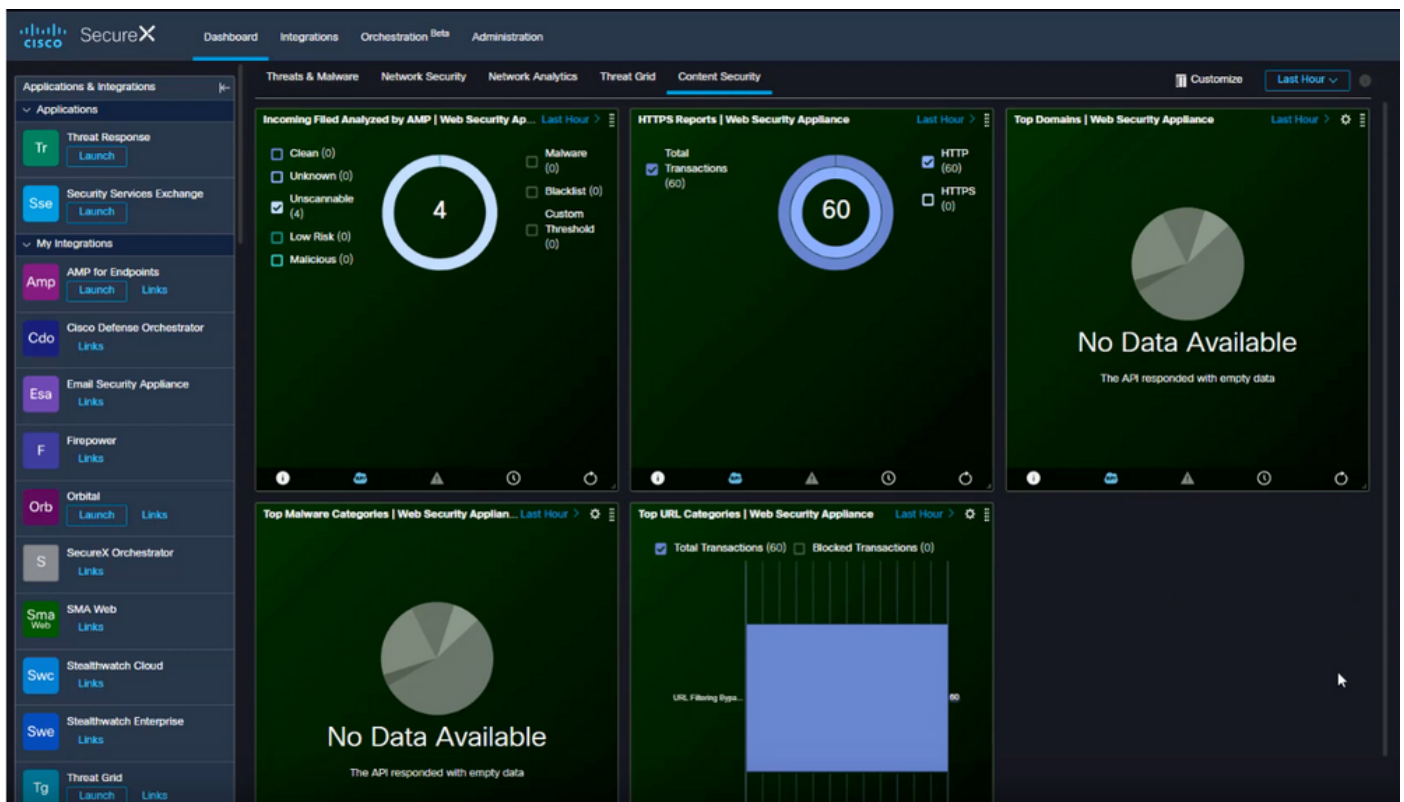 CISCO SecureX Dashboard Integrations Orchestration Beta Administration
Applications & Integrations
Applications
Tr Threat Response
Launch
Sse Security Services Exchange
Launch
My Integrations
Amp AMP for Endpoints
Launch Links
Cdo Cisco Defense Orchestrator
Links
Esa Email Security Appliance
Links
F Firepower
Links
Orb Orbital
Launch Links
S SecureX Orchestrator
Links
Sma Web SMA Web
Links
Swc Stealthwatch Cloud
Links
Swe Stealthwatch Enterprise
Links
Tg Threat Grid
Launch Links
Threats & Malware Network Security Network Analytics Threat Grid Content Security Customize Last Hour
Incoming Filed Analyzed by AMP | Web Security Ap... Last Hour >
Clean (0)
Unknown (0)
Unscannable
(4)
Low Risk (0)
Malicious (0)
4
Malware
(0)
Blacklist (0)
Custom
Threshold
(0)
API
HTTPS Reports | Web Security Appliance Last Hour >
Total
Transactions
(60)
60
HTTP
(60)
HTTPS
(0)
API
Top Domains | Web Security Appliance Last Hour >
No Data Available
The API responded with empty data
API
Top Malware Categories | Web Security Applian... Last Hour >
No Data Available
The API responded with empty data
Top URL Categories | Web Security Appliance Last Hour >
Total Transactions (60) Blocked Transactions (0)
URL Filtering Bypa... 60